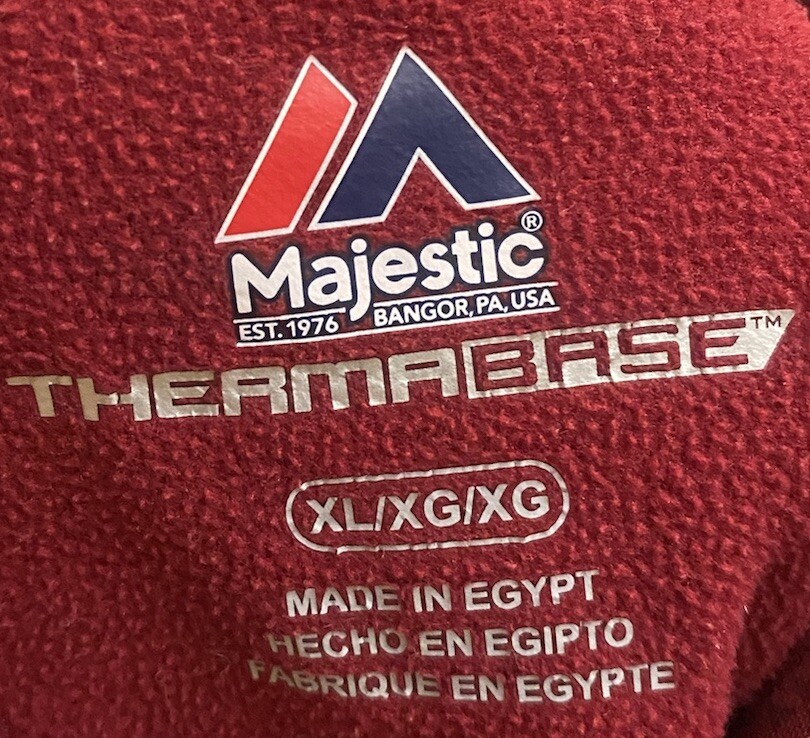 Majestic®
EST. 1976 BANGOR, PA, USA
THERMABASE™
XL/XG/XG
MADE IN EGYPT
HECHO EN EGIPTO
FABRIQUE EN EGYPTE